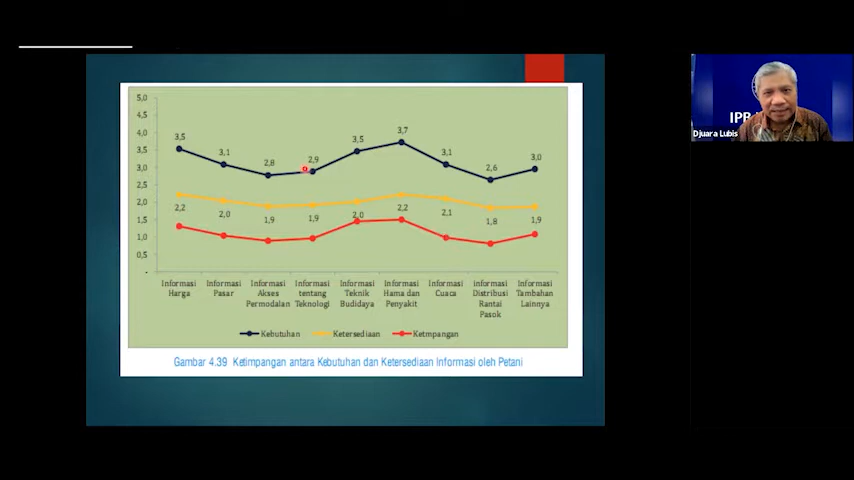 5,0
4,5
4,0
3,5
3,0
2,5
2,0
1,5
1,0
0,5
-
3,5 3,1 2,8 2,9 3,5 3,7 3,1 2,6 3,0
2,2 2,0 1,9 1,9 2,0 2,2 2,1 1,8 1,9
Informasi Harga
Informasi Pasar
Informasi Akses Permodalan
Informasi tentang Teknologi
Informasi Teknik Budidaya
Informasi Hama dan Penyakit
Informasi Cuaca
informasi Distribusi Rantai Pasok
Informasi Tambahan Lainnya
Kebutuhan Ketersediaan Ketmpangan
Gambar 4.39 Ketimpangan antara Kebutuhan dan Ketersediaan Informasi oleh Petani
IPB
Djuara Lubis